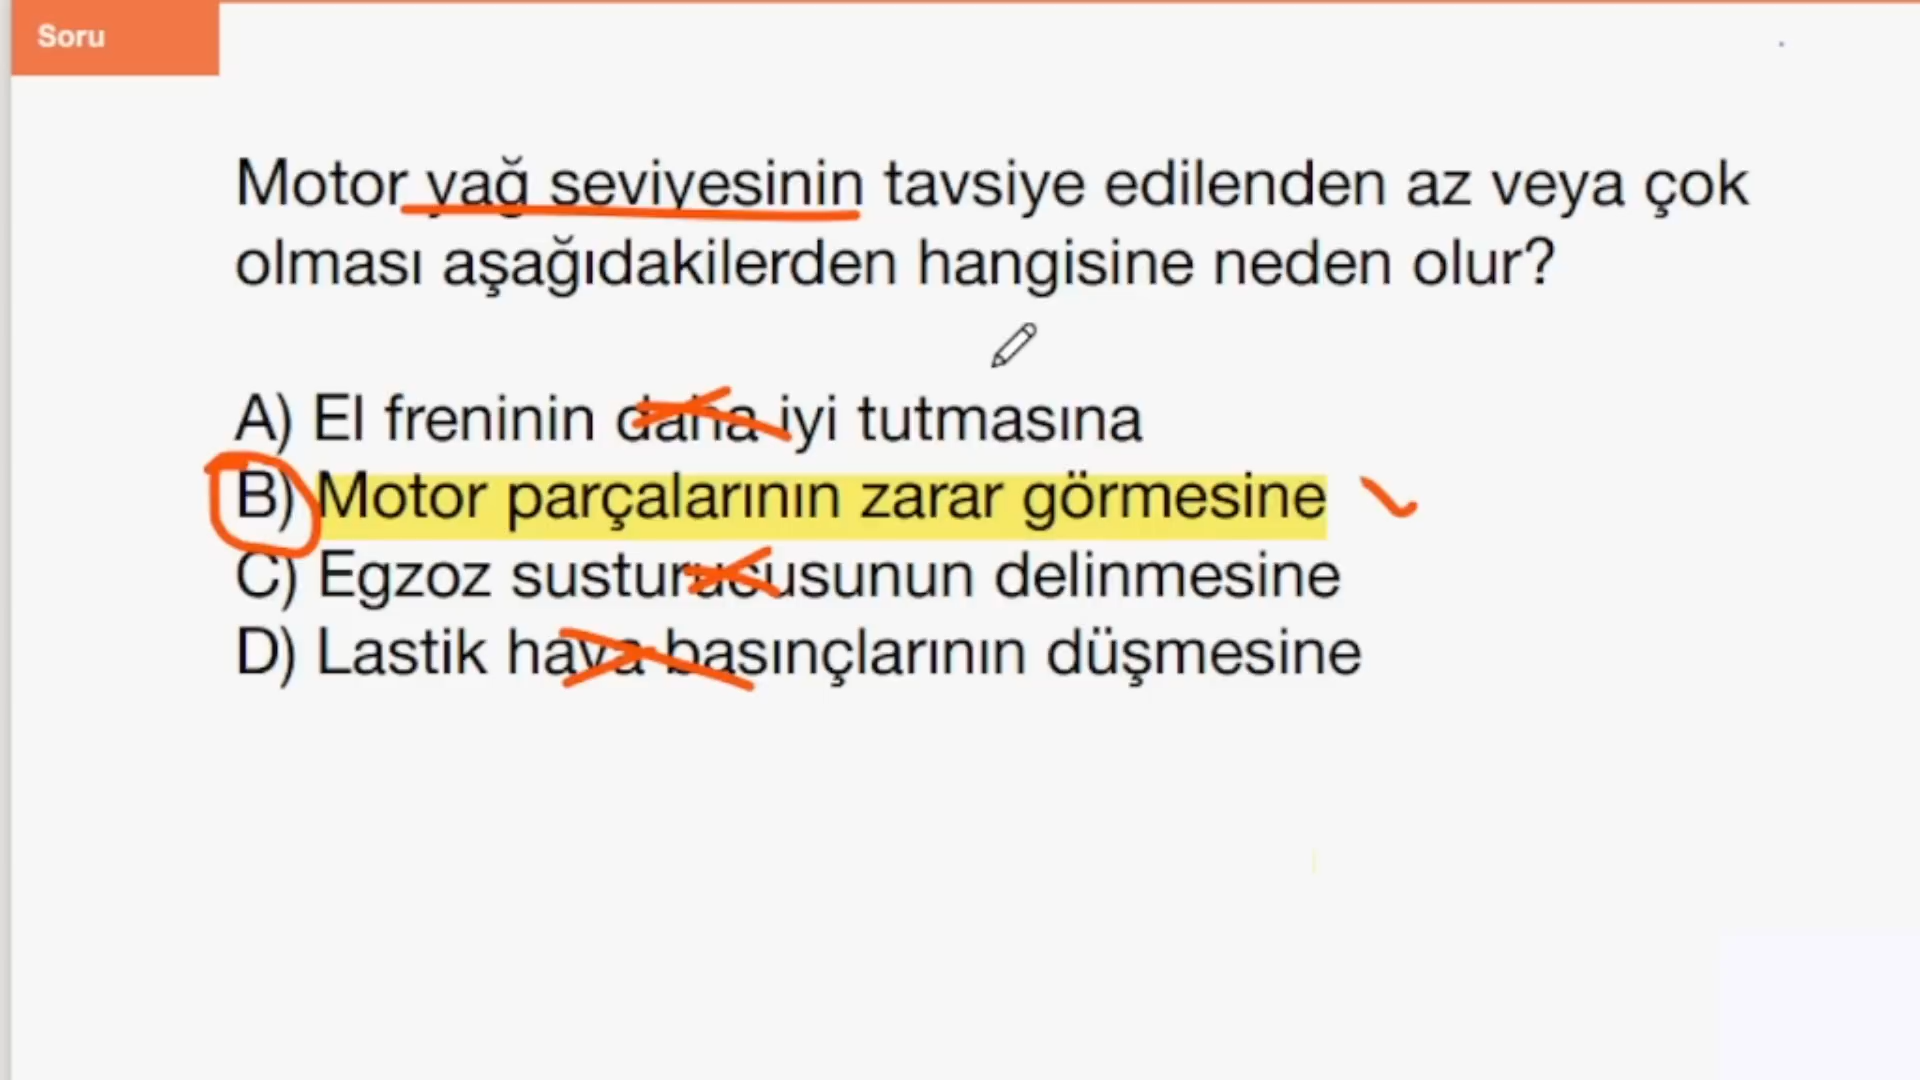 Soru
Motor yağ seviyesinin tavsiye edilenden az veya çok
olması aşağıdakilerden hangisine neden olur?
A) El freninin daha iyi tutmasına
B) Motor parçalarının zarar görmesine
C) Egzoz susturucusunun delinmesine
D) Lastik hava basınçlarının düşmesine